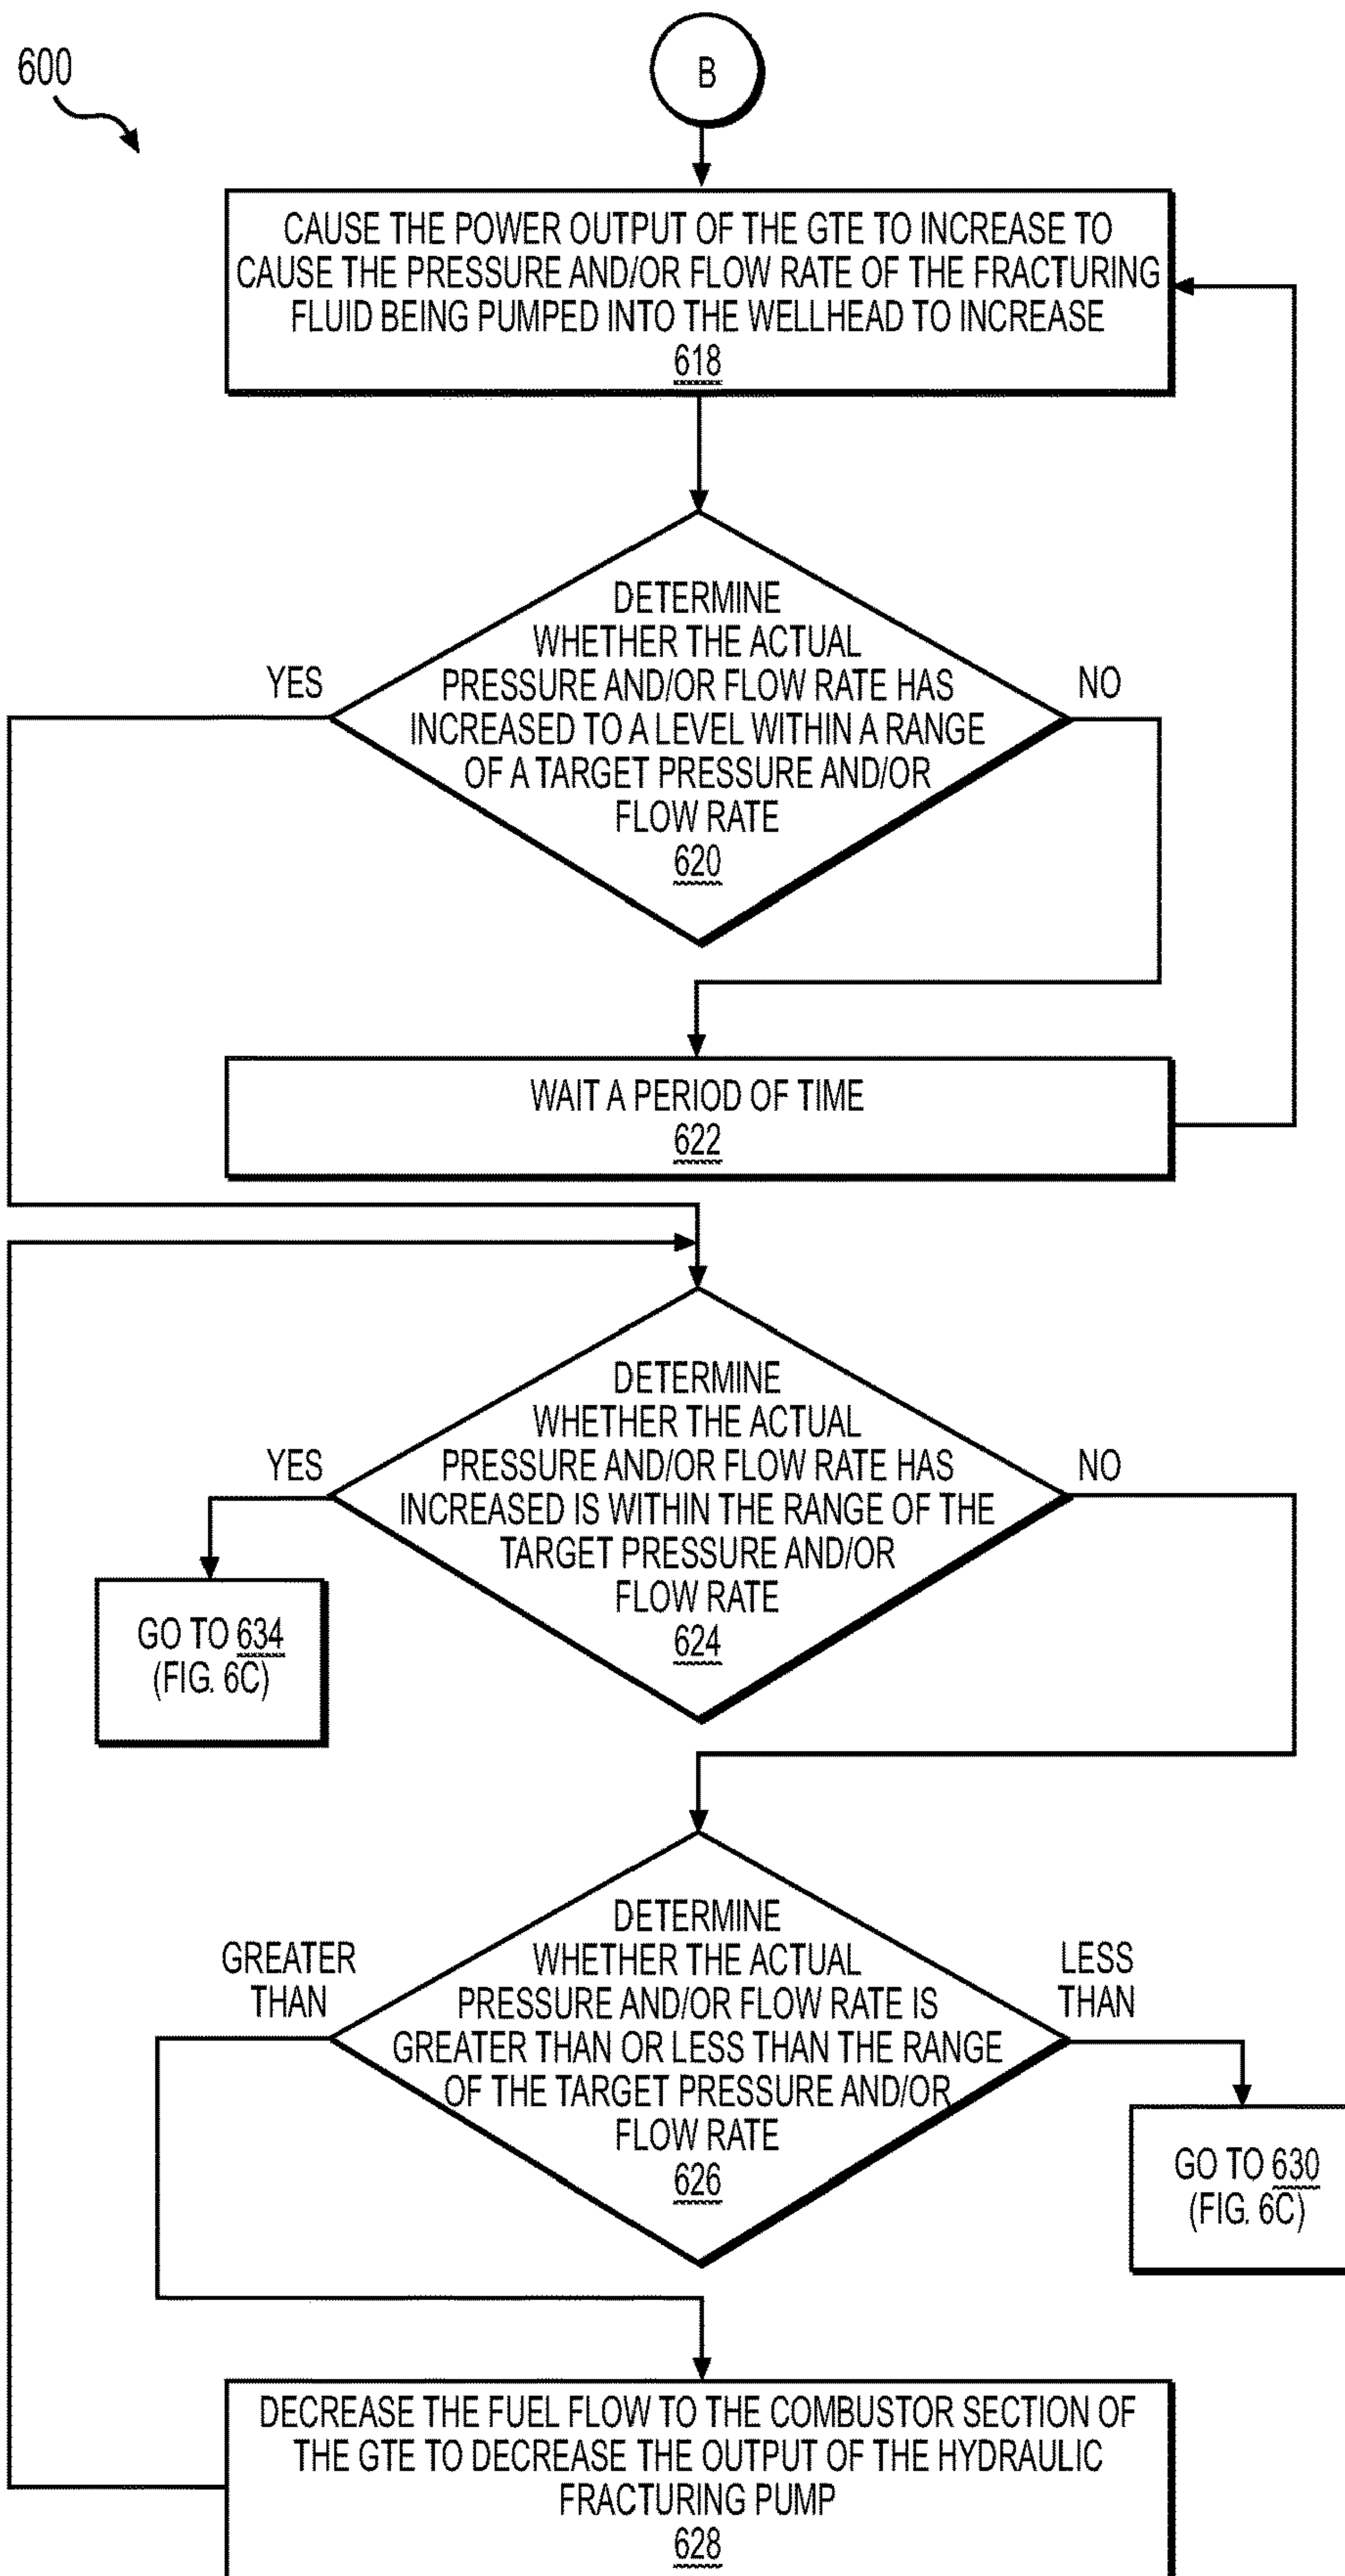 600
B
CAUSE THE POWER OUTPUT OF THE GTE TO INCREASE TO
CAUSE THE PRESSURE AND/OR FLOW RATE OF THE FRACTURING
FLUID BEING PUMPED INTO THE WELLHEAD TO INCREASE
618
DETERMINE
WHETHER THE ACTUAL
PRESSURE AND/OR FLOW RATE HAS
INCREASED TO A LEVEL WITHIN A RANGE
OF A TARGET PRESSURE AND/OR
FLOW RATE
620
YES
NO
WAIT A PERIOD OF TIME
622
DETERMINE
WHETHER THE ACTUAL
PRESSURE AND/OR FLOW RATE HAS
INCREASED IS WITHIN THE RANGE OF THE
TARGET PRESSURE AND/OR
FLOW RATE
624
YES
NO
GO TO 634
(FIG. 6C)
DETERMINE
WHETHER THE ACTUAL
PRESSURE AND/OR FLOW RATE IS
GREATER THAN OR LESS THAN THE RANGE
OF THE TARGET PRESSURE AND/OR
FLOW RATE
626
GREATER
THAN
LESS
THAN
GO TO 630
(FIG. 6C)
DECREASE THE FUEL FLOW TO THE COMBUSTOR SECTION OF
THE GTE TO DECREASE THE OUTPUT OF THE HYDRAULIC
FRACTURING PUMP
628